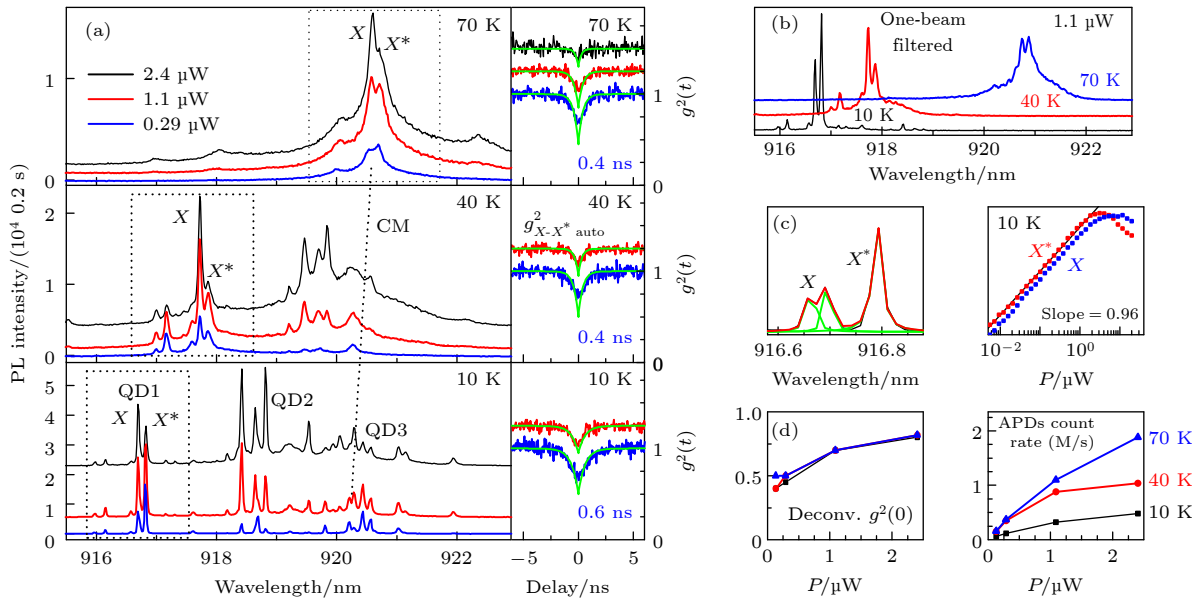 (a)
70 K
X
X*
2.4 µW
1.1 µW
0.29 µW
1
0
70 K
1
0.4 ns
0
g²(t)
PL intensity/(10⁴ 0.2 s)
40 K
X
X*
CM
2
1
0
40 K
g²X-X* auto
1
0.4 ns
0
g²(t)
10 K
QD1
X
X*
QD2
QD3
5
4
3
2
1
0
10 K
0
1
0.6 ns
0
g²(t)
916
918
920
922
Wavelength/nm
−5
0
5
Delay/ns
(b)
One-beam
filtered
1.1 µW
70 K
40 K
10 K
916
918
920
922
Wavelength/nm
(c)
X
X*
916.6
916.8
Wavelength/nm
10 K
X*
X
Slope = 0.96
10⁻²
10⁰
10²
P/µW
(d)
1.0
0.5
0
Deconv. g²(0)
0
1
2
P/µW
APDs count
rate (M/s)
2
1
0
70 K
40 K
10 K
0
1
2
P/µW